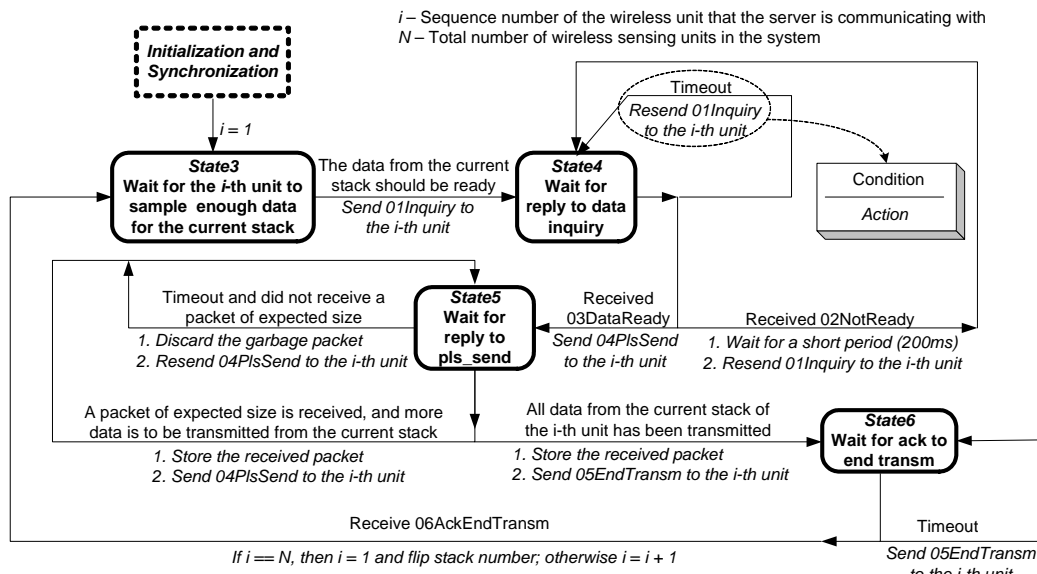 i – Sequence number of the wireless unit that the server is communicating with
N – Total number of wireless sensing units in the system
Initialization and
Synchronization
i = 1
State3
Wait for the i-th unit to
sample enough data
for the current stack
The data from the current
stack should be ready
Send 01Inquiry to
the i-th unit
State4
Wait for
reply to data
inquiry
Timeout
Resend 01Inquiry
to the i-th unit
Condition
Action
Timeout and did not receive a
packet of expected size
1. Discard the garbage packet
2. Resend 04PlsSend to the i-th unit
State5
Wait for
reply to
pls_send
Received
03DataReady
Send 04PlsSend
to the i-th unit
Received 02NotReady
1. Wait for a short period (200ms)
2. Resend 01Inquiry to the i-th unit
A packet of expected size is received, and more
data is to be transmitted from the current stack
1. Store the received packet
2. Send 04PlsSend to the i-th unit
All data from the current stack of
the i-th unit has been transmitted
1. Store the received packet
2. Send 05EndTransm to the i-th unit
State6
Wait for ack to
end transm
Receive 06AckEndTransm
If i == N, then i = 1 and flip stack number; otherwise i = i + 1
Timeout
Send 05EndTransm
to the i-th unit